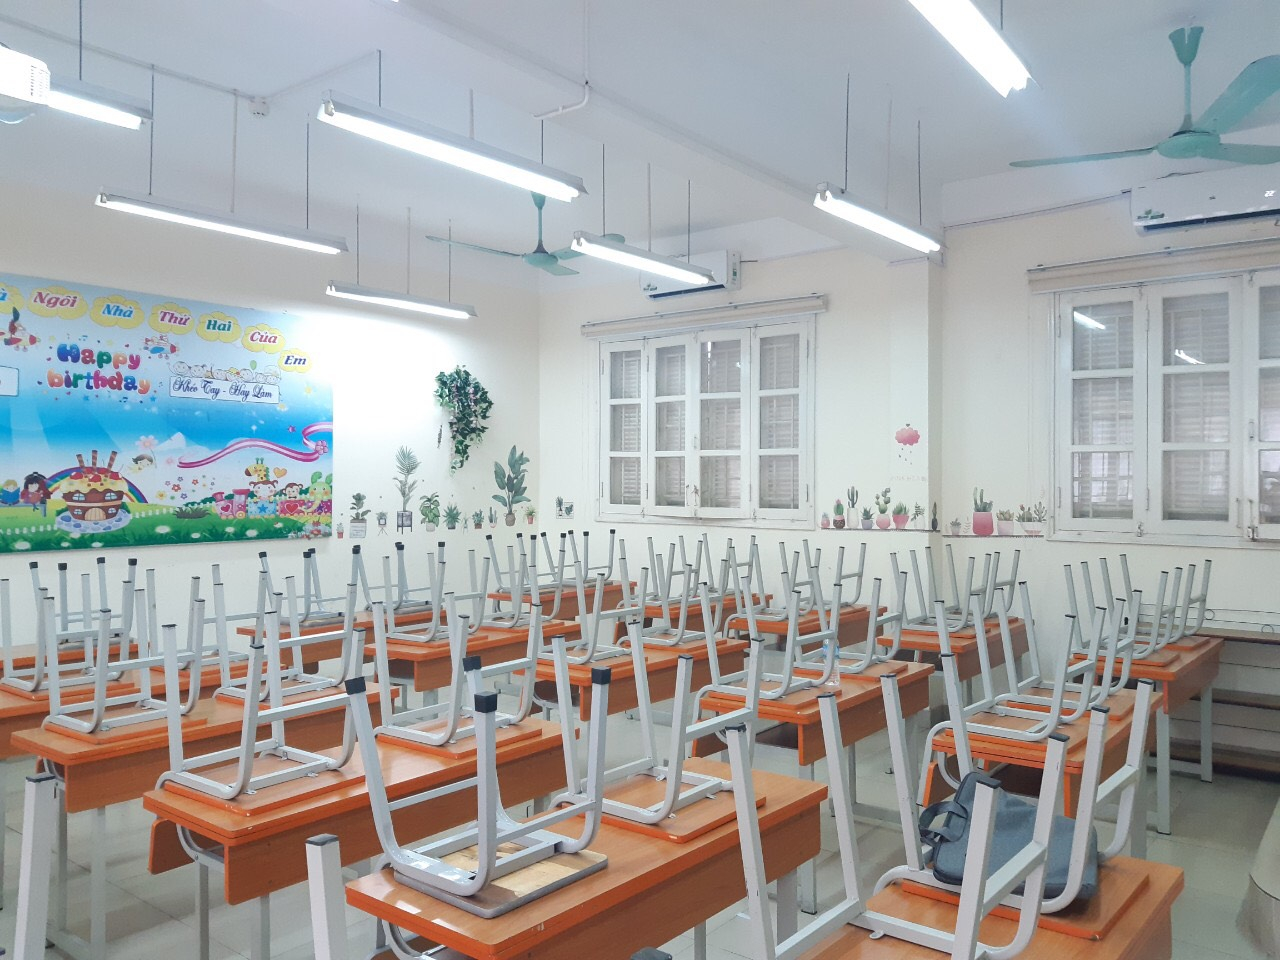 Ngôi Nhà Thứ Hai Của Em
Happy
birthday
Khéo Tay - Hay Làm